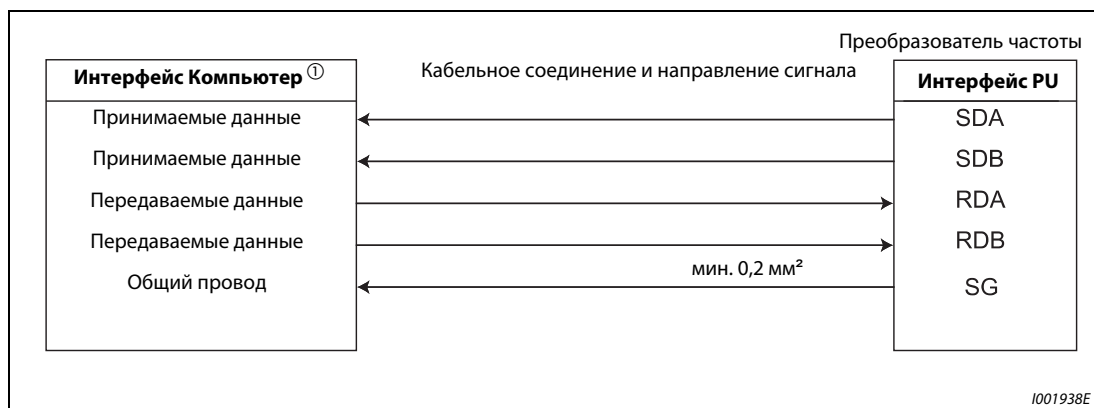 Преобразователь частоты
Интерфейс Компьютер ①
Кабельное соединение и направление сигнала
Интерфейс PU
Принимаемые данные
SDA
Принимаемые данные
SDB
Передаваемые данные
RDA
Передаваемые данные
RDB
мин. 0,2 мм²
Общий провод
SG
I001938E